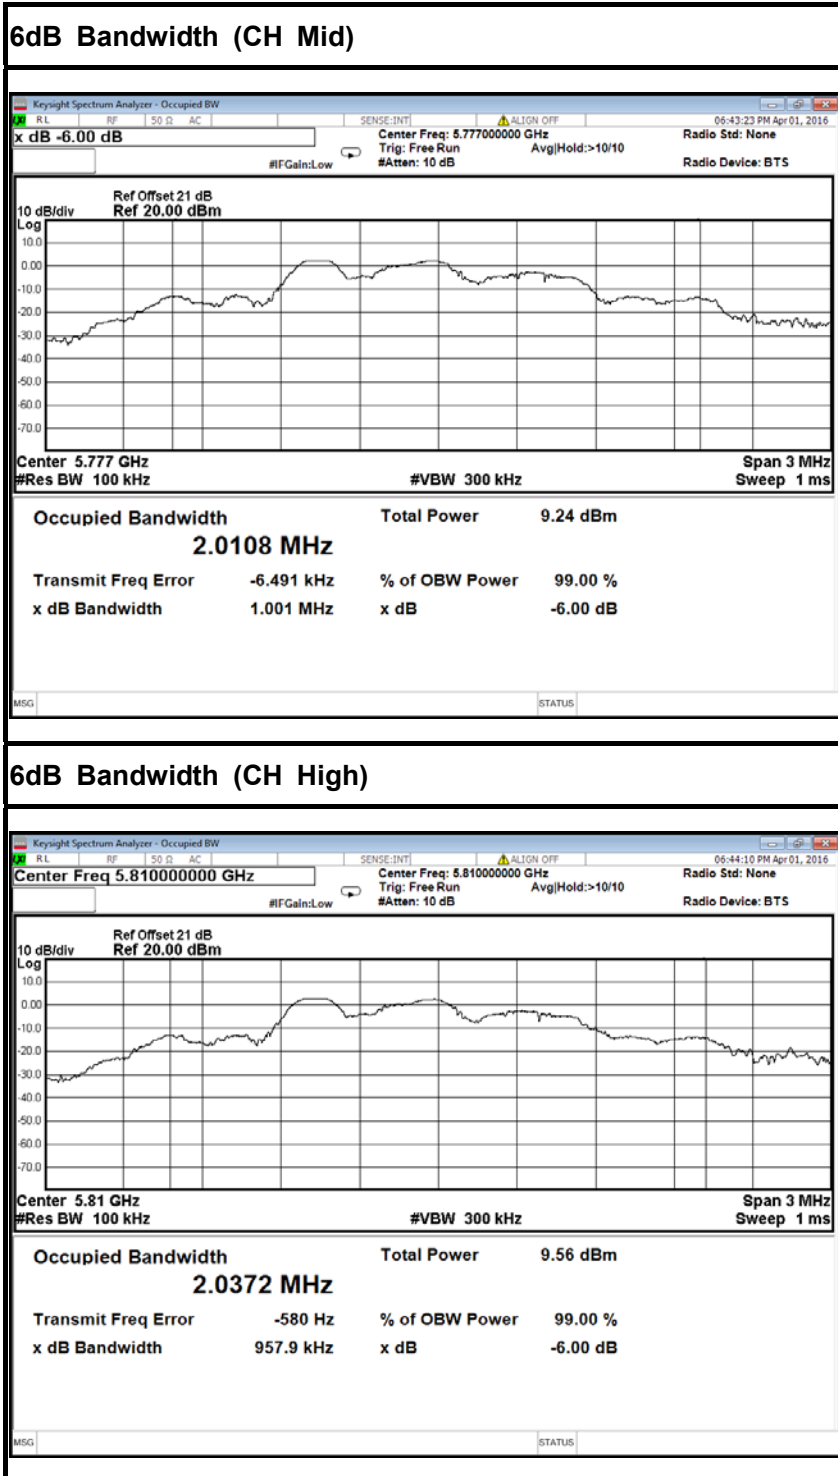 6dB Bandwidth (CH Mid)
Keysight Spectrum Analyzer - Occupied BW
LXI RL RF 50 Ω AC SENSE:INT ALIGN OFF 06:43:23 PM Apr 01, 2016
x dB -6.00 dB Center Freq: 5.777000000 GHz Radio Std: None
Trig: Free Run Avg|Hold:>10/10
#IFGain:Low #Atten: 10 dB Radio Device: BTS
Ref Offset 21 dB
10 dB/div Ref 20.00 dBm
Log
10.0
0.00
-10.0
-20.0
-30.0
-40.0
-50.0
-60.0
-70.0
Center 5.777 GHz Span 3 MHz
#Res BW 100 kHz #VBW 300 kHz Sweep 1 ms
Occupied Bandwidth Total Power 9.24 dBm
2.0108 MHz
Transmit Freq Error -6.491 kHz % of OBW Power 99.00 %
x dB Bandwidth 1.001 MHz x dB -6.00 dB
MSG STATUS
6dB Bandwidth (CH High)
Keysight Spectrum Analyzer - Occupied BW
LXI RL RF 50 Ω AC SENSE:INT ALIGN OFF 06:44:10 PM Apr 01, 2016
Center Freq 5.810000000 GHz Center Freq: 5.810000000 GHz Radio Std: None
Trig: Free Run Avg|Hold:>10/10
#IFGain:Low #Atten: 10 dB Radio Device: BTS
Ref Offset 21 dB
10 dB/div Ref 20.00 dBm
Log
10.0
0.00
-10.0
-20.0
-30.0
-40.0
-50.0
-60.0
-70.0
Center 5.81 GHz Span 3 MHz
#Res BW 100 kHz #VBW 300 kHz Sweep 1 ms
Occupied Bandwidth Total Power 9.56 dBm
2.0372 MHz
Transmit Freq Error -580 Hz % of OBW Power 99.00 %
x dB Bandwidth 957.9 kHz x dB -6.00 dB
MSG STATUS